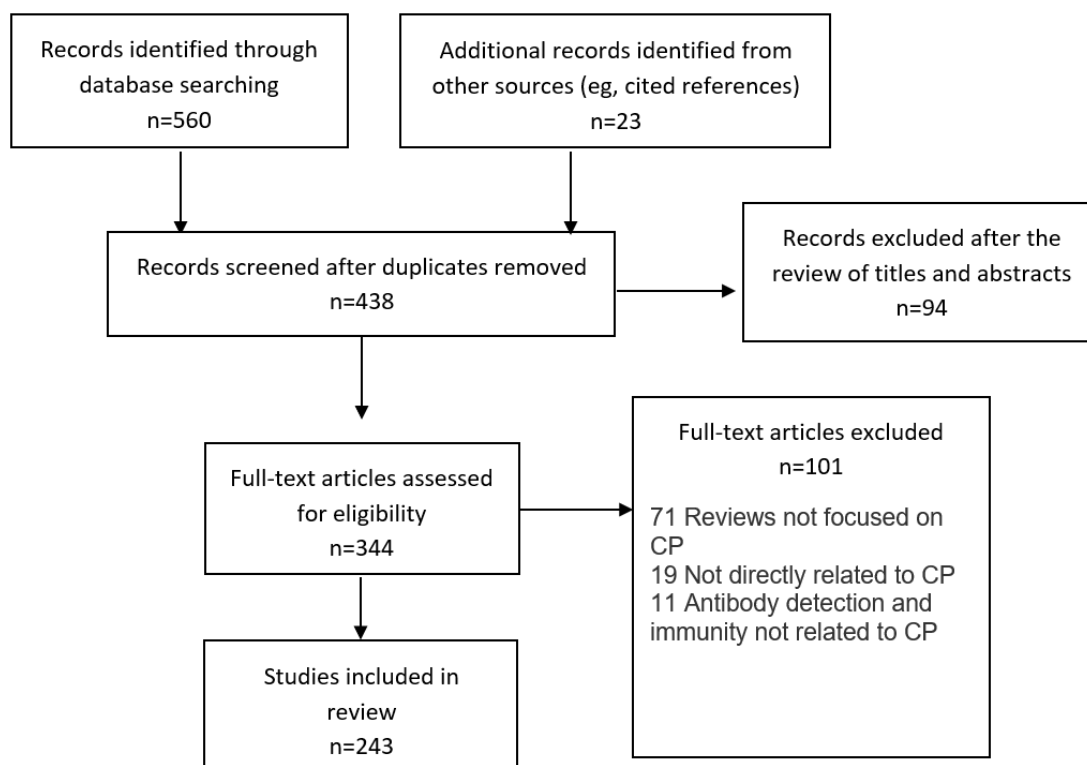 Records identified through
database searching
n=560
Additional records identified from
other sources (eg, cited references)
n=23
Records screened after duplicates removed
n=438
Records excluded after the
review of titles and abstracts
n=94
Full-text articles assessed
for eligibility
n=344
Full-text articles excluded
n=101
71 Reviews not focused on
CP
19 Not directly related to CP
11 Antibody detection and
immunity not related to CP
Studies included in
review
n=243